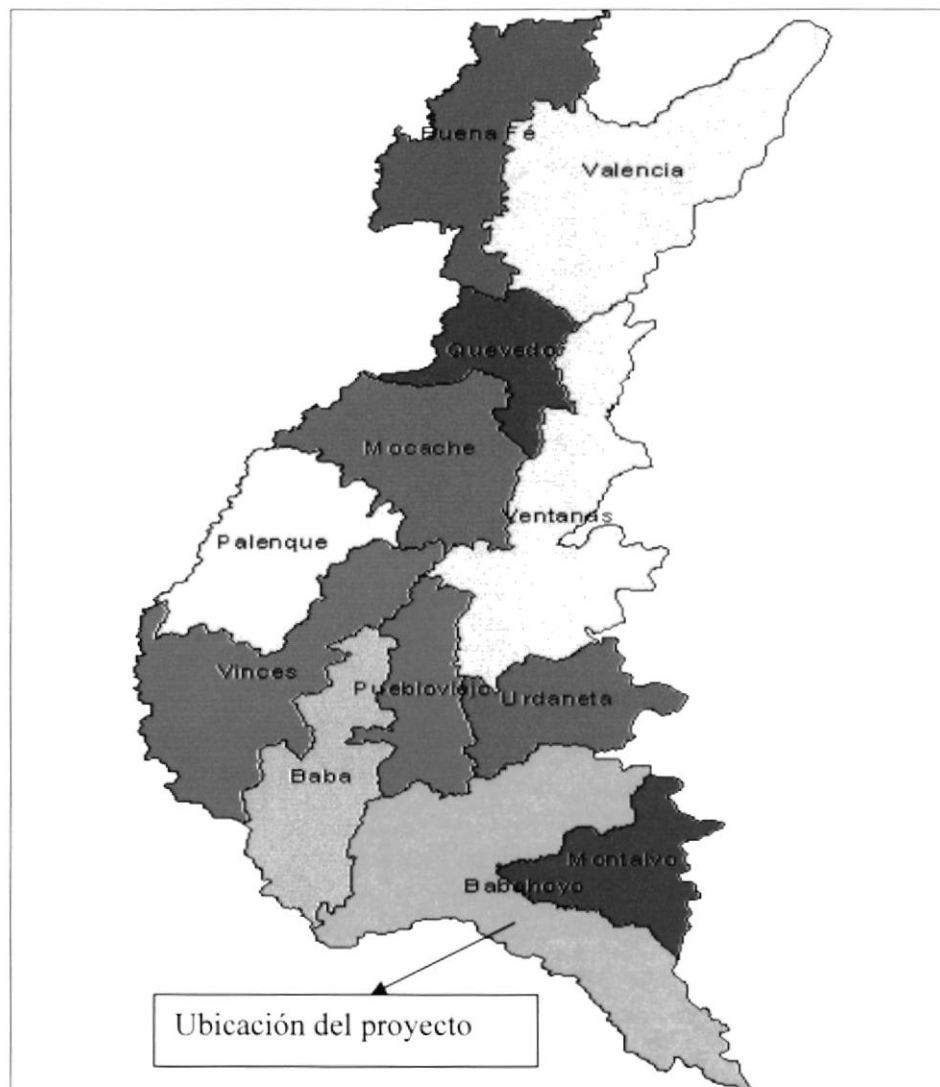 Buena Fé
Valencia
Quevedo
Mocache
Ventanas
Palenque
Vinces
Puebloviejo
Urdaneta
Baba
Montalvo
Babahoyo
Ubicación del proyecto